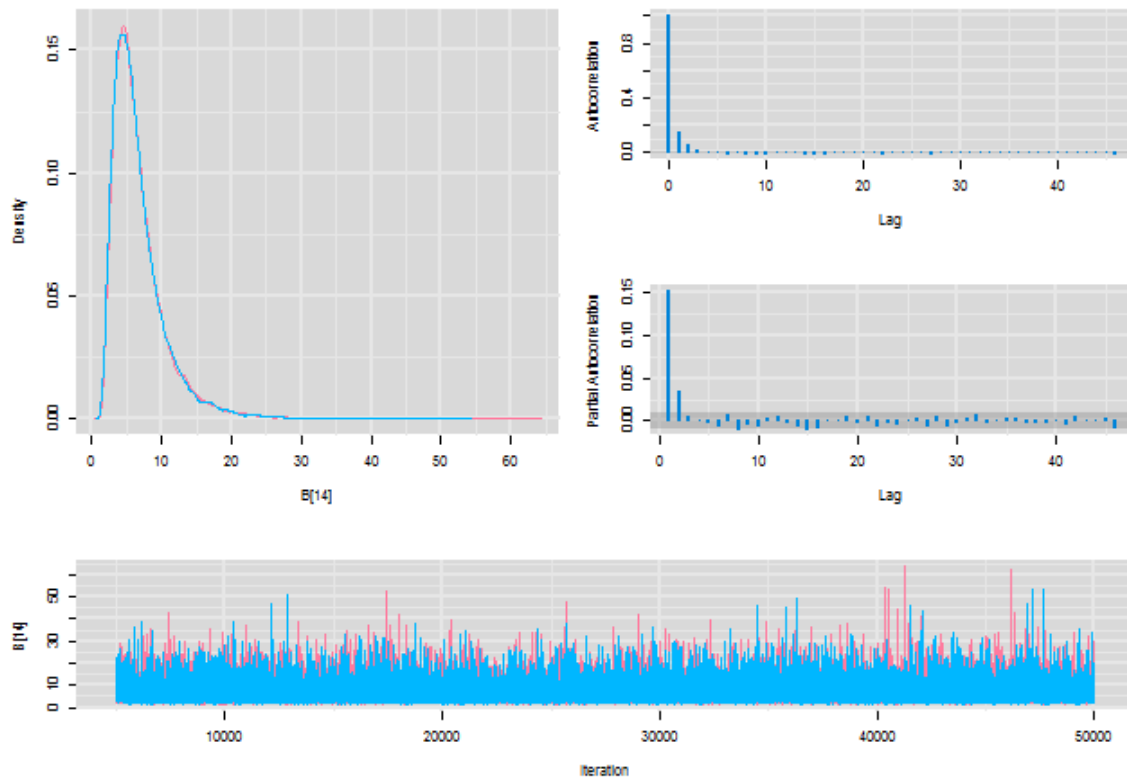 Density
0.00 0.05 0.10 0.15
0 10 20 30 40 50 60
B[14]
Autocorrelation
0.0 0.4 0.8
0 10 20 30 40
Lag
Partial Autocorrelation
0.00 0.05 0.10 0.15
0 10 20 30 40
Lag
B[14]
0 10 30 50
10000 20000 30000 40000 50000
Iteration